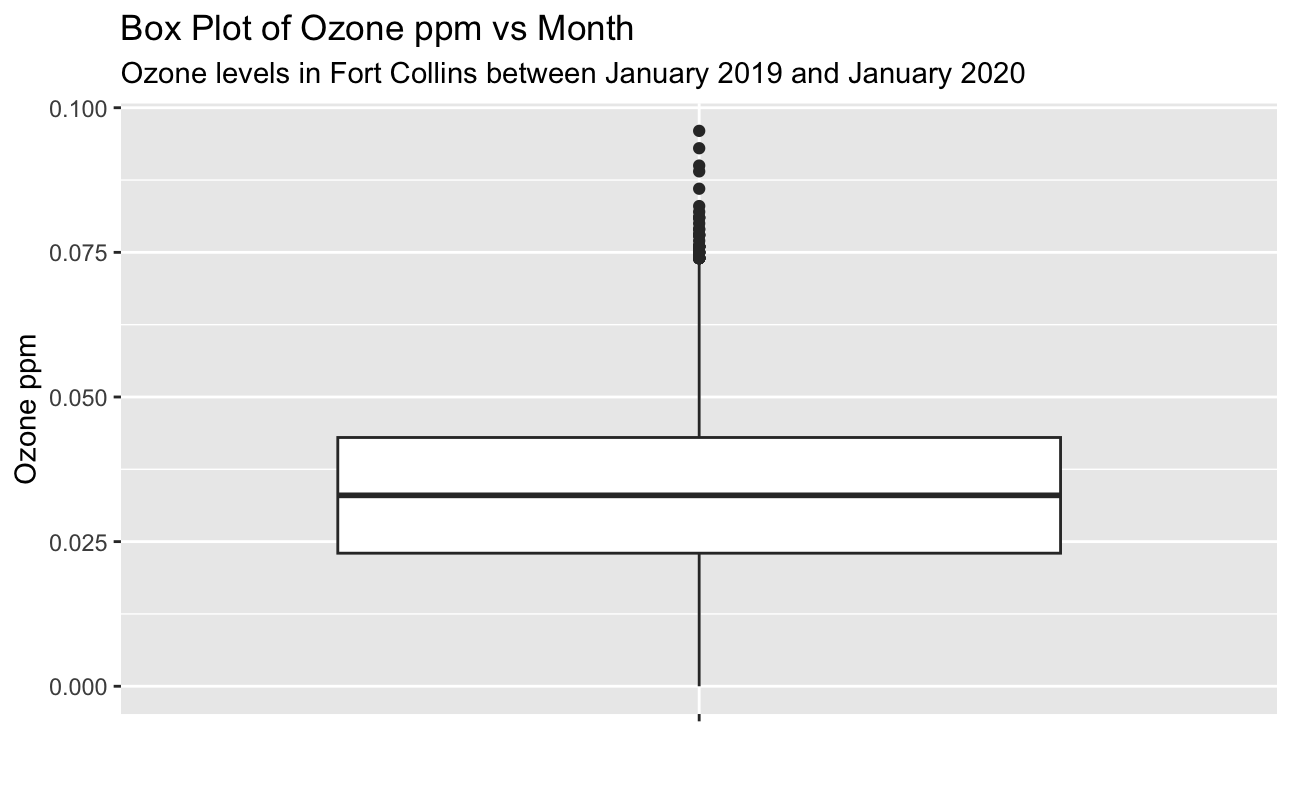 Box Plot of Ozone ppm vs Month
Ozone levels in Fort Collins between January 2019 and January 2020
0.100
0.075
0.050
0.025
0.000
Ozone ppm